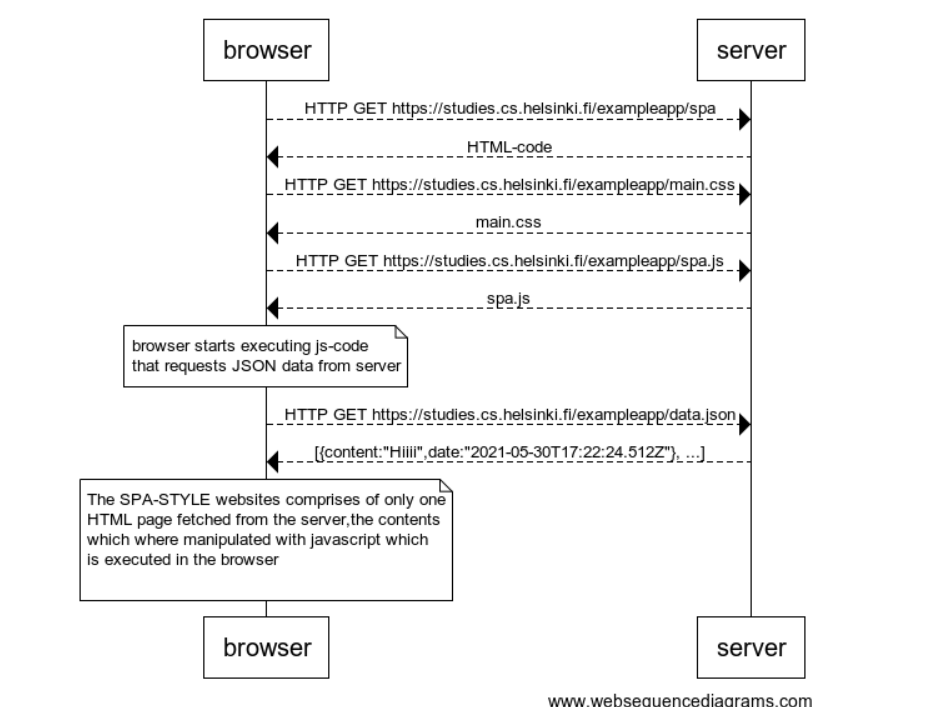 browser
server
HTTP GET https://studies.cs.helsinki.fi/exampleapp/spa
HTML-code
HTTP GET https://studies.cs.helsinki.fi/exampleapp/main.css
main.css
HTTP GET https://studies.cs.helsinki.fi/exampleapp/spa.js
spa.js
browser starts executing js-code
that requests JSON data from server
HTTP GET https://studies.cs.helsinki.fi/exampleapp/data.json
[{content:"Hiiii",date:"2021-05-30T17:22:24.512Z"}, ...]
The SPA-STYLE websites comprises of only one
HTML page fetched from the server,the contents
which where manipulated with javascript which
is executed in the browser
browser
server
www.websequencediagrams.com